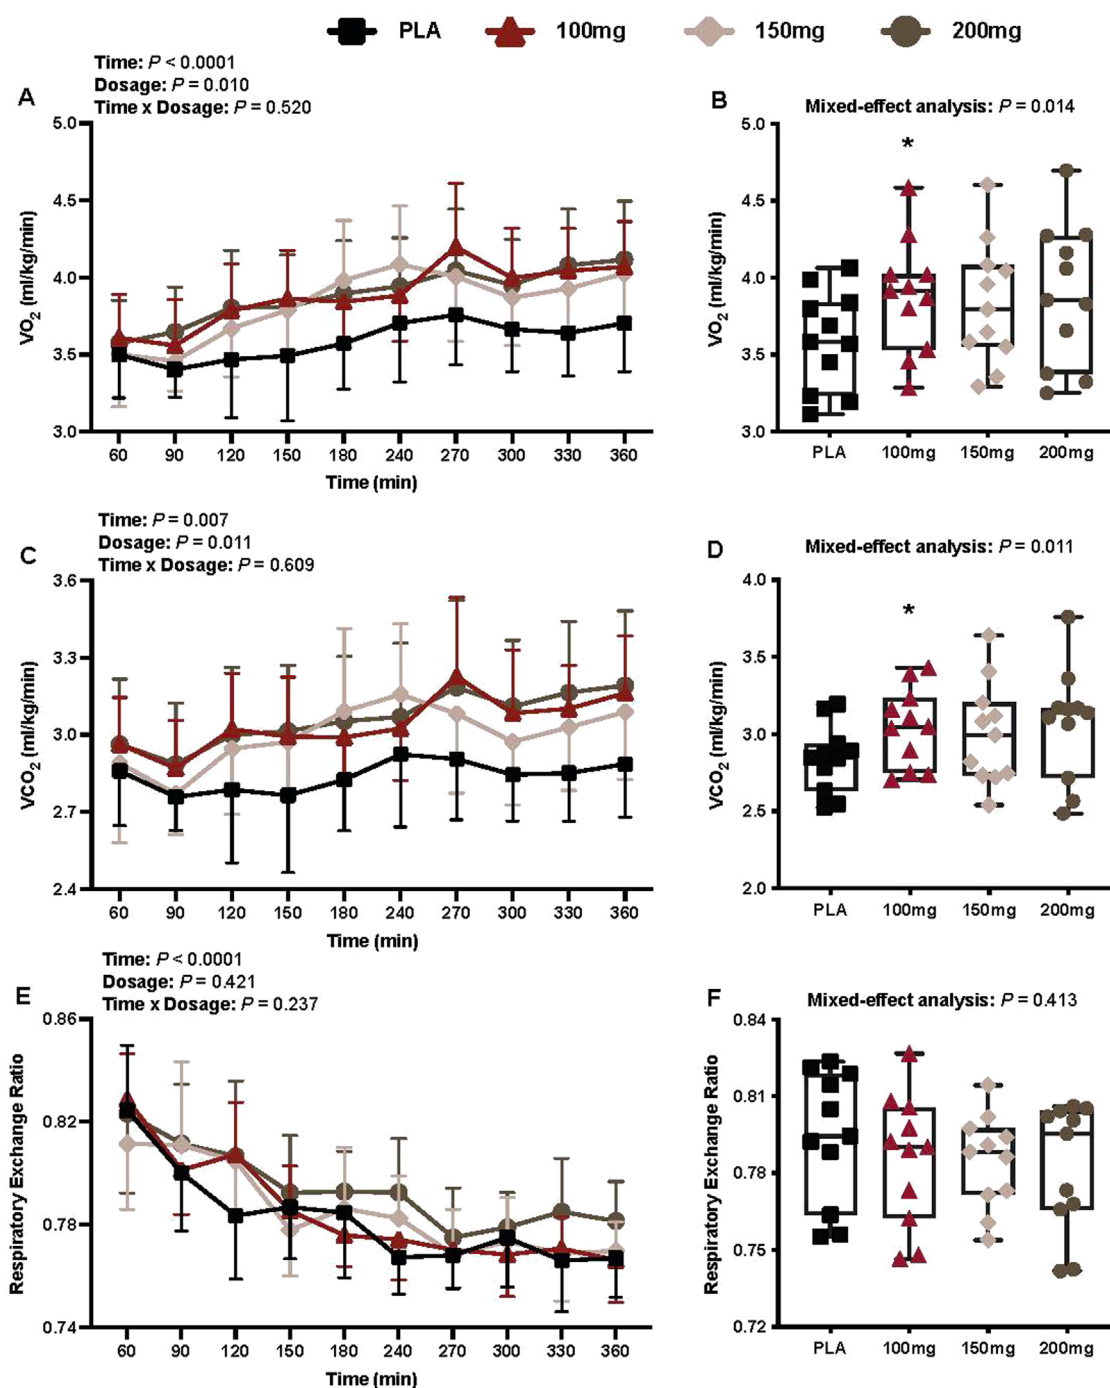 PLA 100mg 150mg 200mg
Time: P < 0.0001
Dosage: P = 0.010
Time x Dosage: P = 0.520
A
5.0
4.5
4.0
3.5
3.0
VO2 (ml/kg/min)
60 90 120 150 180 240 270 300 330 360
Time (min)
B
Mixed-effect analysis: P = 0.014
*
5.0
4.5
4.0
3.5
3.0
VO2 (ml/kg/min)
PLA 100mg 150mg 200mg
Time: P = 0.007
Dosage: P = 0.011
Time x Dosage: P = 0.609
C
3.6
3.3
3.0
2.7
2.4
VCO2 (ml/kg/min)
60 90 120 150 180 240 270 300 330 360
Time (min)
D
Mixed-effect analysis: P = 0.011
*
4.0
3.5
3.0
2.5
2.0
VCO2 (ml/kg/min)
PLA 100mg 150mg 200mg
Time: P < 0.0001
Dosage: P = 0.421
Time x Dosage: P = 0.237
E
0.86
0.82
0.78
0.74
Respiratory Exchange Ratio
60 90 120 150 180 240 270 300 330 360
Time (min)
F
Mixed-effect analysis: P = 0.413
0.84
0.81
0.78
0.75
0.72
Respiratory Exchange Ratio
PLA 100mg 150mg 200mg